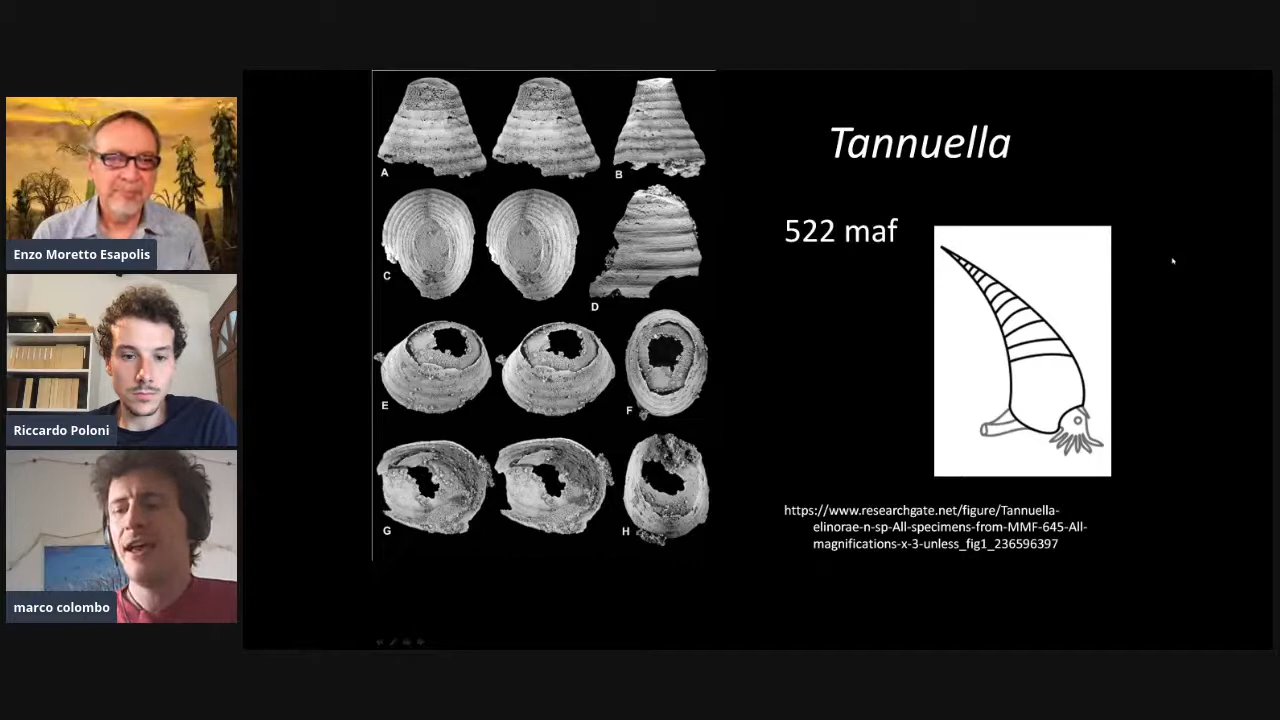 Enzo Moretto Esapolis
Riccardo Poloni
marco colombo
A
B
C
D
E
F
G
H
Tannuella
522 maf
https://www.researchgate.net/figure/Tannuella-
elinorae-n-sp-All-specimens-from-MMF-645-All-
magnifications-x-3-unless_fig1_236596397